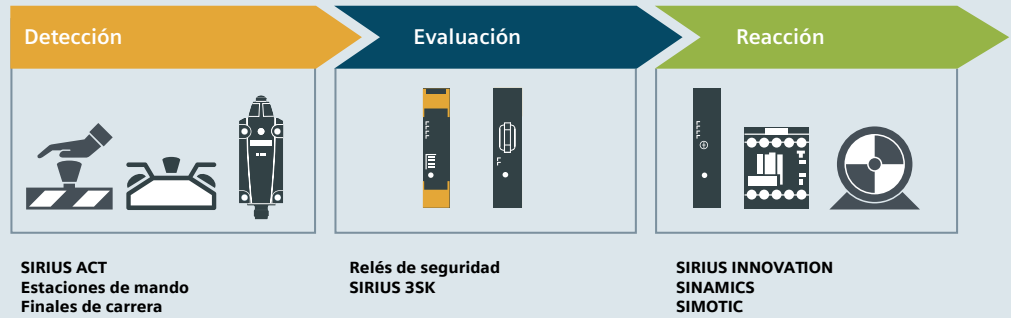 Detección
Evaluación
Reacción
SIRIUS ACT
Estaciones de mando
Finales de carrera
Relés de seguridad
SIRIUS 3SK
SIRIUS INNOVATION
SINAMICS
SIMOTIC